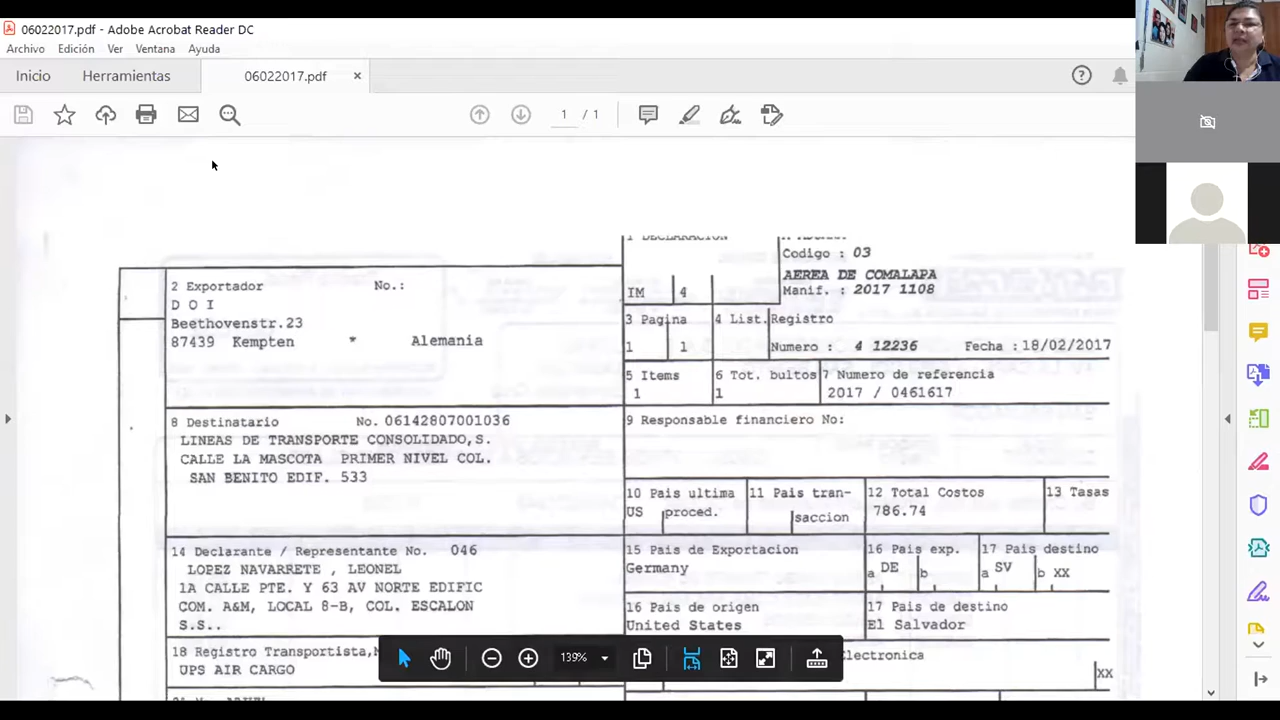 06022017.pdf - Adobe Acrobat Reader DC
Archivo Edición Ver Ventana Ayuda
Inicio Herramientas 06022017.pdf ×
1 / 1
1 DECLARACION
Codigo : 03
AEREA DE COMALAPA
IM 4 Manif. : 2017 1108
2 Exportador No.:
D O I
Beethovenstr.23
87439 Kempten * Alemania
3 Pagina 4 List. Registro
1 1 Numero : 4 12236 Fecha :18/02/2017
5 Items 6 Tot. bultos 7 Numero de referencia
1 1 2017 / 0461617
8 Destinatario No. 06142807001036
LINEAS DE TRANSPORTE CONSOLIDADO,S.
CALLE LA MASCOTA PRIMER NIVEL COL.
SAN BENITO EDIF. 533
9 Responsable financiero No:
10 Pais ultima 11 Pais tran- 12 Total Costos 13 Tasas
US proced. saccion 786.74
14 Declarante / Representante No. 046
LOPEZ NAVARRETE , LEONEL
1A CALLE PTE. Y 63 AV NORTE EDIFIC
COM. A&M, LOCAL 8-B, COL. ESCALON
S.S..
15 Pais de Exportacion 16 Pais exp. 17 Pais destino
Germany a DE b a SV b XX
16 Pais de origen 17 Pais de destino
United States El Salvador
18 Registro Transportista,
UPS AIR CARGO
139%
Electronica
XX